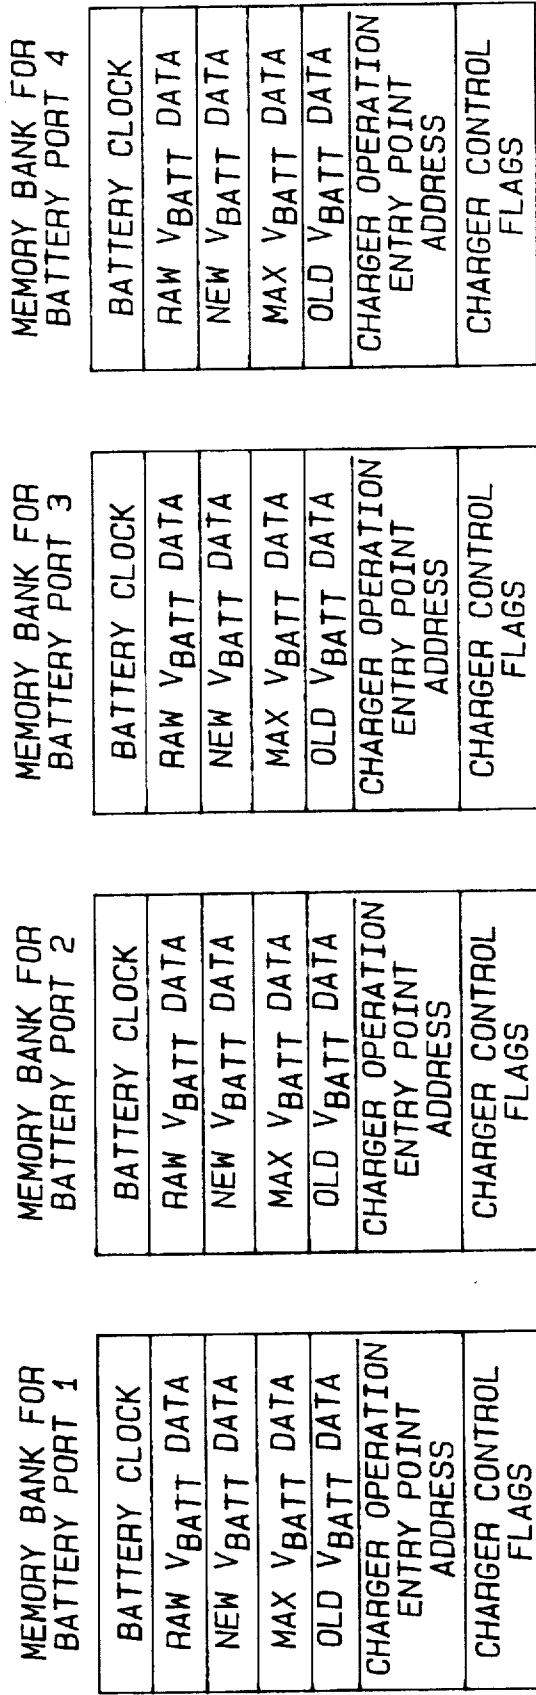 MEMORY BANK FOR
BATTERY PORT 1
BATTERY CLOCK
RAW VBATT DATA
NEW VBATT DATA
MAX VBATT DATA
OLD VBATT DATA
CHARGER OPERATION
ENTRY POINT
ADDRESS
CHARGER CONTROL
FLAGS
MEMORY BANK FOR
BATTERY PORT 2
BATTERY CLOCK
RAW VBATT DATA
NEW VBATT DATA
MAX VBATT DATA
OLD VBATT DATA
CHARGER OPERATION
ENTRY POINT
ADDRESS
CHARGER CONTROL
FLAGS
MEMORY BANK FOR
BATTERY PORT 3
BATTERY CLOCK
RAW VBATT DATA
NEW VBATT DATA
MAX VBATT DATA
OLD VBATT DATA
CHARGER OPERATION
ENTRY POINT
ADDRESS
CHARGER CONTROL
FLAGS
MEMORY BANK FOR
BATTERY PORT 4
BATTERY CLOCK
RAW VBATT DATA
NEW VBATT DATA
MAX VBATT DATA
OLD VBATT DATA
CHARGER OPERATION
ENTRY POINT
ADDRESS
CHARGER CONTROL
FLAGS